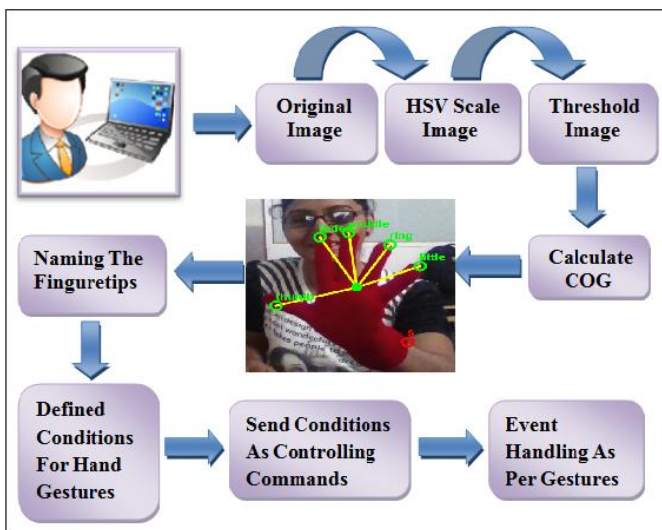 Original
Image
HSV Scale
Image
Threshold
Image
Calculate
COG
index middle
ring
little
thumb
s
Naming The
Finguretips
Defined
Conditions
For Hand
Gestures
Send Conditions
As Controlling
Commands
Event
Handling As
Per Gestures